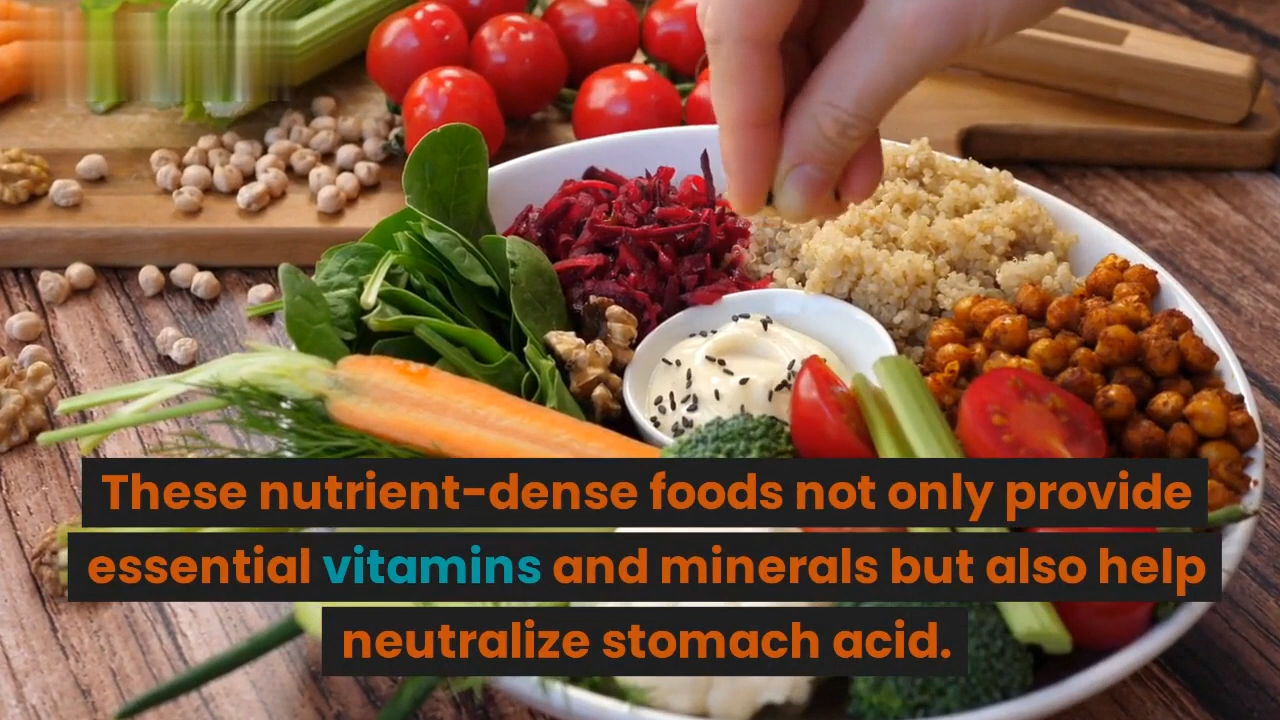 These nutrient-dense foods not only provide
essential vitamins and minerals but also help
neutralize stomach acid.